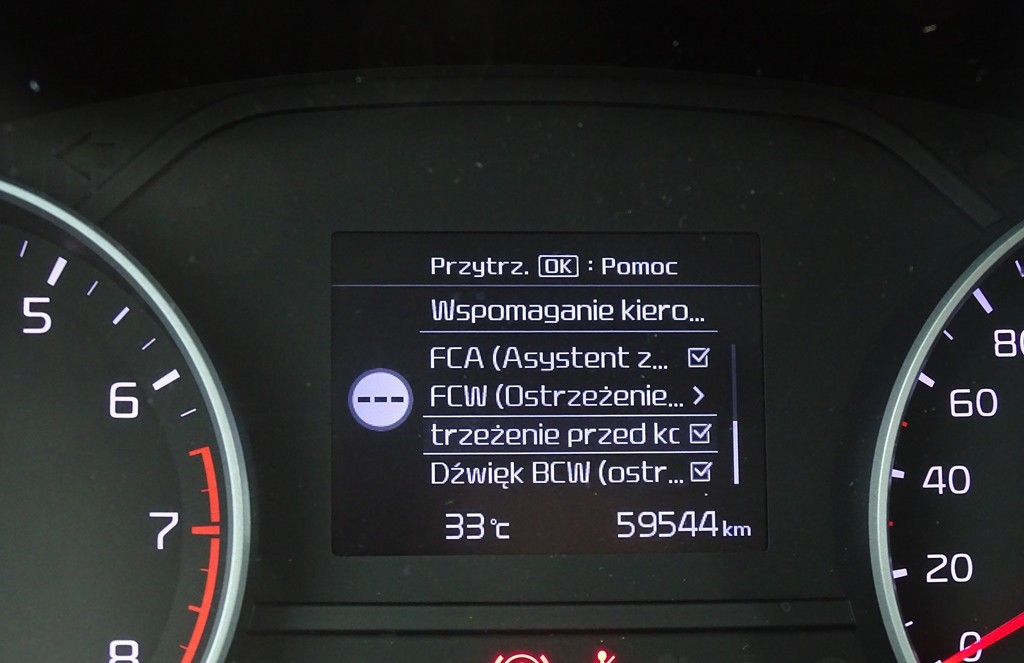 Przytrz. OK : Pomoc
Wspomaganie kiero...
FCA (Asystent z...
FCW (Ostrzeżenie... >
trzeżenie przed kc
Dźwięk BCW (ostr...
33°C 59544 km
5
6
7
8
80
60
40
20
0